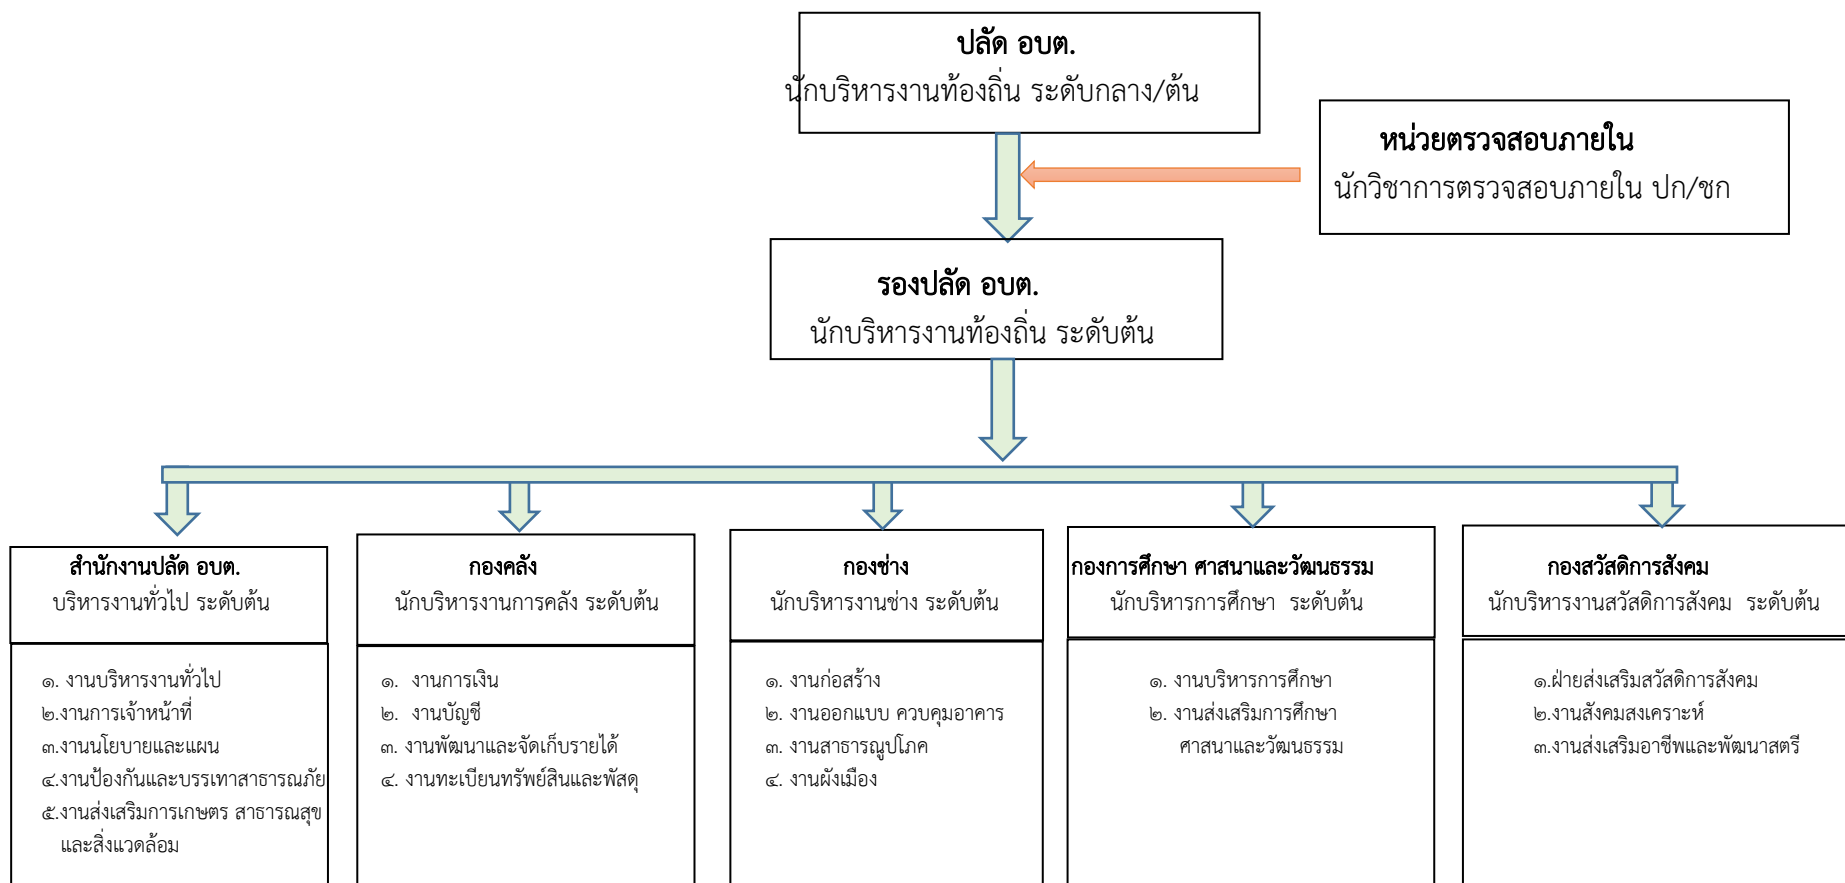 ปลัด อบต.
นักบริหารงานท้องถิ่น ระดับกลาง/ต้น
หน่วยตรวจสอบภายใน
นักวิชาการตรวจสอบภายใน ปก/ชก
รองปลัด อบต.
นักบริหารงานท้องถิ่น ระดับต้น
สำนักงานปลัด อบต.
บริหารงานทั่วไป ระดับต้น
๑. งานบริหารงานทั่วไป
๒.งานการเจ้าหน้าที่
๓.งานนโยบายและแผน
๔.งานป้องกันและบรรเทาสาธารณภัย
๕.งานส่งเสริมการเกษตร สาธารณสุข
และสิ่งแวดล้อม
กองคลัง
นักบริหารงานการคลัง ระดับต้น
๑. งานการเงิน
๒. งานบัญชี
๓. งานพัฒนาและจัดเก็บรายได้
๔. งานทะเบียนทรัพย์สินและพัสดุ
กองช่าง
นักบริหารงานช่าง ระดับต้น
๑. งานก่อสร้าง
๒. งานออกแบบ ควบคุมอาคาร
๓. งานสาธารณูปโภค
๔. งานผังเมือง
กองการศึกษา ศาสนาและวัฒนธรรม
นักบริหารการศึกษา ระดับต้น
๑. งานบริหารการศึกษา
๒. งานส่งเสริมการศึกษา
ศาสนาและวัฒนธรรม
กองสวัสดิการสังคม
นักบริหารงานสวัสดิการสังคม ระดับต้น
๑.ฝ่ายส่งเสริมสวัสดิการสังคม
๒.งานสังคมสงเคราะห์
๓.งานส่งเสริมอาชีพและพัฒนาสตรี